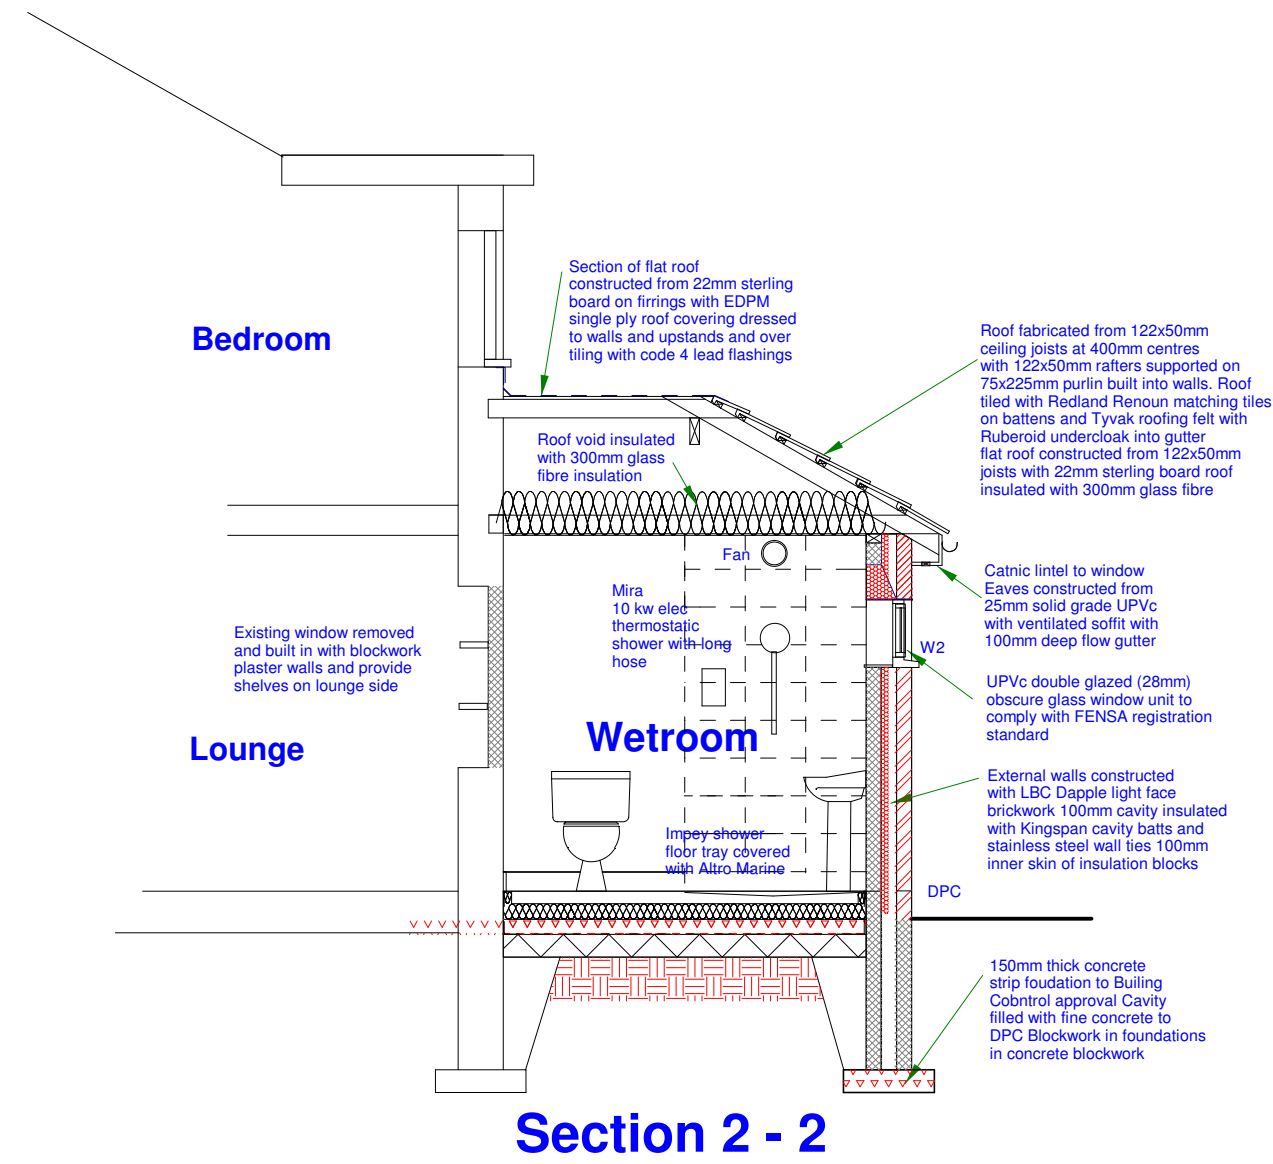 Section of flat roof
constructed from 22mm sterling
board on firrings with EDPM
single ply roof covering dressed
to walls and upstands and over
tiling with code 4 lead flashings
Bedroom
Roof fabricated from 122x50mm
ceiling joists at 400mm centres
with 122x50mm rafters supported on
75x225mm purlin built into walls. Roof
tiled with Redland Renoun matching tiles
on battens and Tyvak roofing felt with
Ruberoid undercloak into gutter
flat roof constructed from 122x50mm
joists with 22mm sterling board roof
insulated with 300mm glass fibre
Roof void insulated
with 300mm glass
fibre insulation
Fan
Mira
10 kw elec
thermostatic
shower with long
hose
Catnic lintel to window
Eaves constructed from
25mm solid grade UPVc
with ventilated soffit with
100mm deep flow gutter
Existing window removed
and built in with blockwork
plaster walls and provide
shelves on lounge side
W2
UPVc double glazed (28mm)
obscure glass window unit to
comply with FENSA registration
standard
Lounge
Wetroom
External walls constructed
with LBC Dapple light face
brickwork 100mm cavity insulated
with Kingspan cavity batts and
stainless steel wall ties 100mm
inner skin of insulation blocks
Impey shower
floor tray covered
with Altro Marine
DPC
150mm thick concrete
strip foudation to Builing
Cobntrol approval Cavity
filled with fine concrete to
DPC Blockwork in foundations
in concrete blockwork
Section 2 - 2